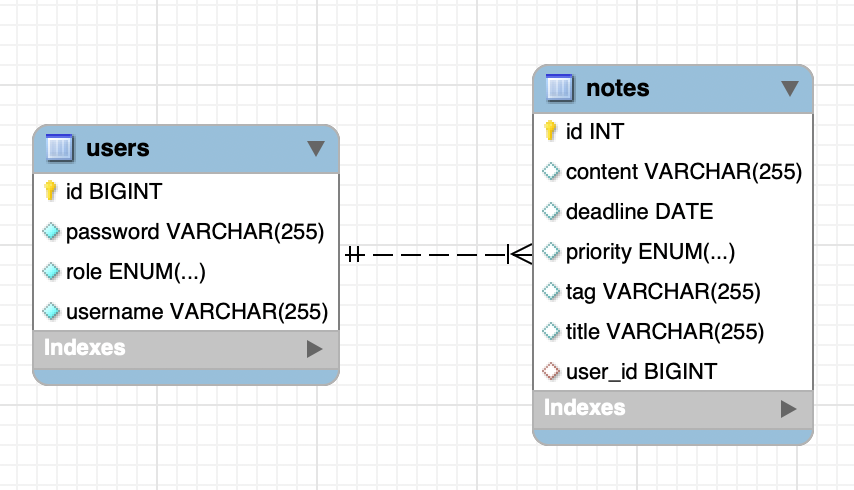 users
id BIGINT
password VARCHAR(255)
role ENUM(...)
username VARCHAR(255)
Indexes
notes
id INT
content VARCHAR(255)
deadline DATE
priority ENUM(...)
tag VARCHAR(255)
title VARCHAR(255)
user_id BIGINT
Indexes